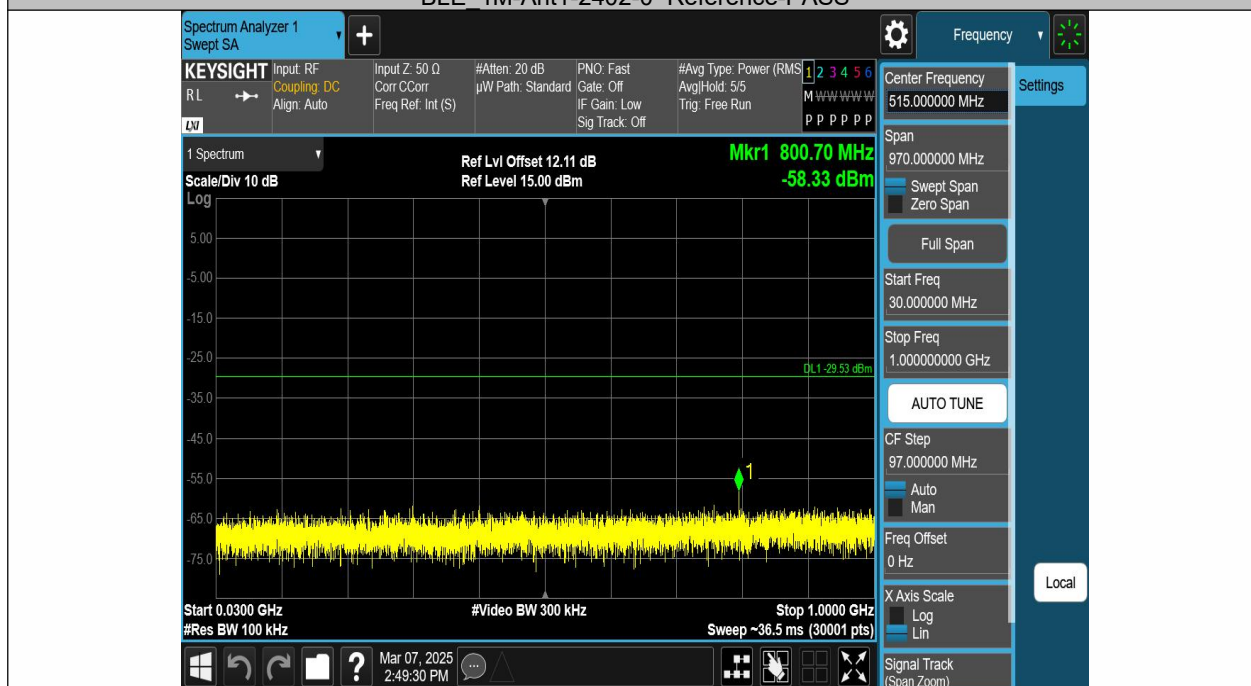 BLE_1M-Ant1-2402-0~Reference-PASS
Spectrum Analyzer 1
Swept SA
Frequency
KEYSIGHT
RL
LXI
Input: RF
Coupling: DC
Align: Auto
Input Z: 50 Ω
Corr CCorr
Freq Ref: Int (S)
#Atten: 20 dB
µW Path: Standard
PNO: Fast
Gate: Off
IF Gain: Low
Sig Track: Off
#Avg Type: Power (RMS
Avg|Hold: 5/5
Trig: Free Run
1 2 3 4 5 6
M W W W W W
P P P P P P
1 Spectrum
Scale/Div 10 dB
Ref Lvl Offset 12.11 dB
Ref Level 15.00 dBm
Mkr1 800.70 MHz
-58.33 dBm
Log
5.00
-5.00
-15.0
-25.0
DL1 -29.53 dBm
-35.0
-45.0
-55.0
1
-65.0
-75.0
Start 0.0300 GHz
#Res BW 100 kHz
#Video BW 300 kHz
Stop 1.0000 GHz
Sweep ~36.5 ms (30001 pts)
Mar 07, 2025
2:49:30 PM
Center Frequency
515.000000 MHz
Settings
Span
970.000000 MHz
Swept Span
Zero Span
Full Span
Start Freq
30.000000 MHz
Stop Freq
1.000000000 GHz
AUTO TUNE
CF Step
97.000000 MHz
Auto
Man
Freq Offset
0 Hz
Local
X Axis Scale
Log
Lin
Signal Track
(Span Zoom)